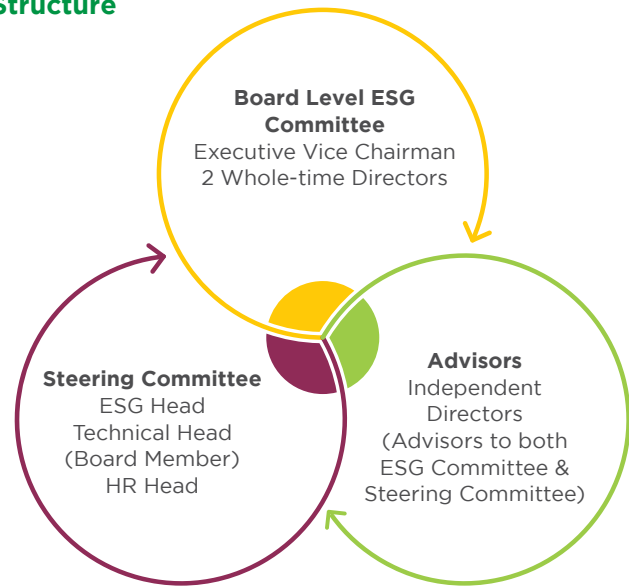 Structure
Board Level ESG
Committee
Executive Vice Chairman
2 Whole-time Directors
Steering Committee
ESG Head
Technical Head
(Board Member)
HR Head
Advisors
Independent
Directors
(Advisors to both
ESG Committee &
Steering Committee)